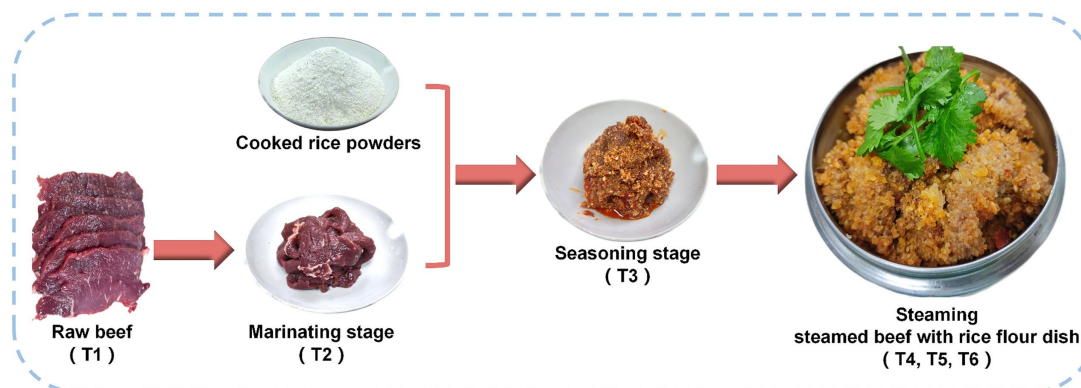 Cooked rice powders
Raw beef
( T1 )
Marinating stage
( T2 )
Seasoning stage
( T3 )
Steaming
steamed beef with rice flour dish
( T4, T5, T6 )